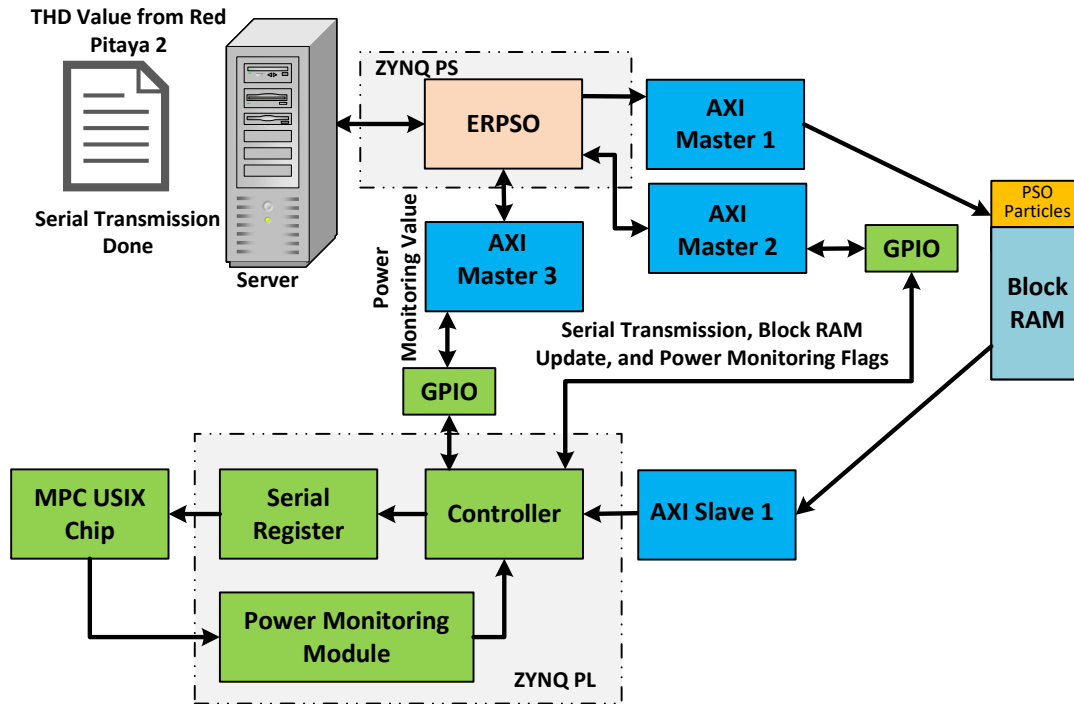 THD Value from Red
Pitaya 2
Serial Transmission
Done
Server
ZYNQ PS
ERPSO
AXI
Master 1
AXI
Master 2
GPIO
PSO
Particles
Block
RAM
Power
Monitoring Value
AXI
Master 3
GPIO
Serial Transmission, Block RAM
Update, and Power Monitoring Flags
MPC USIX
Chip
Serial
Register
Controller
AXI Slave 1
Power Monitoring
Module
ZYNQ PL